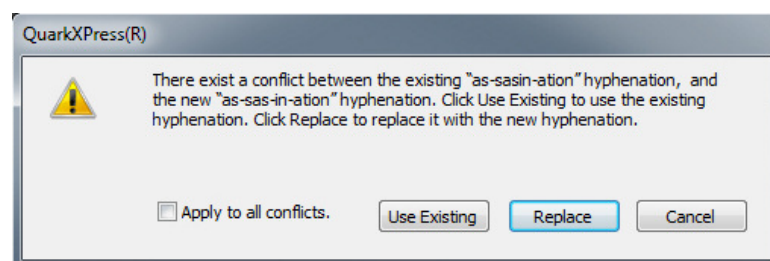 QuarkXPress(R)
There exist a conflict between the existing “as-sasin-ation” hyphenation, and
the new “as-sas-in-ation” hyphenation. Click Use Existing to use the existing
hyphenation. Click Replace to replace it with the new hyphenation.
Apply to all conflicts.
Use Existing
Replace
Cancel